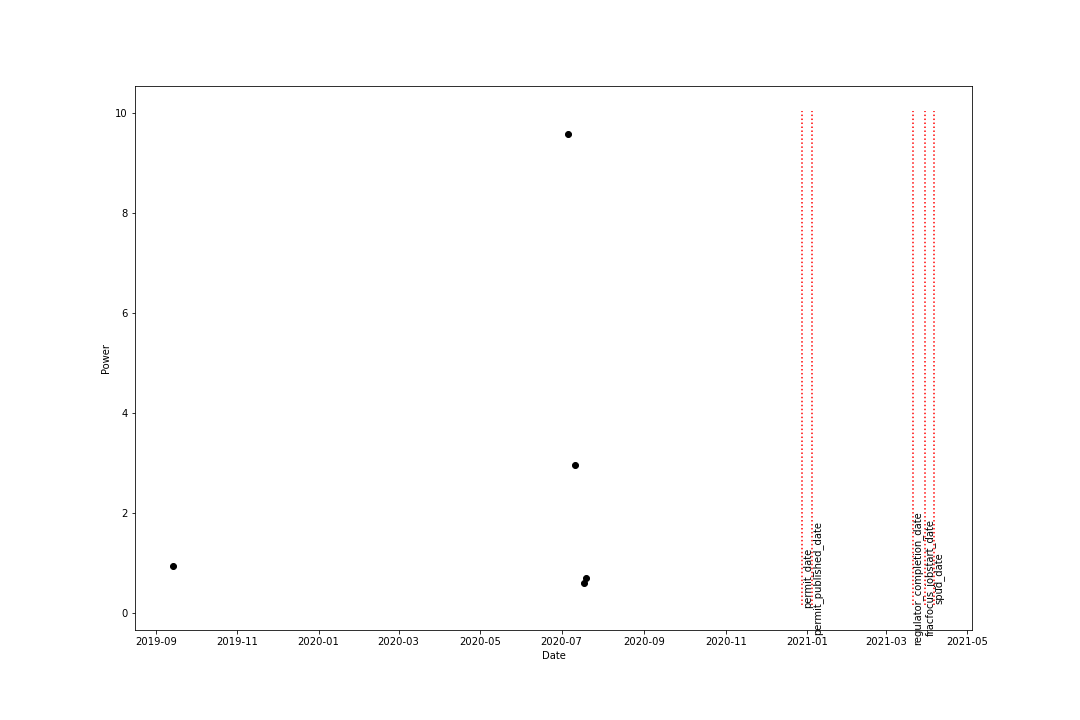 10
8
6
4
2
0
Power
permit_date
permit_published_date
regulator_completion_date
fracfocus_jobstart_date
spud_date
2019-09 2019-11 2020-01 2020-03 2020-05 2020-07 2020-09 2020-11 2021-01 2021-03 2021-05
Date